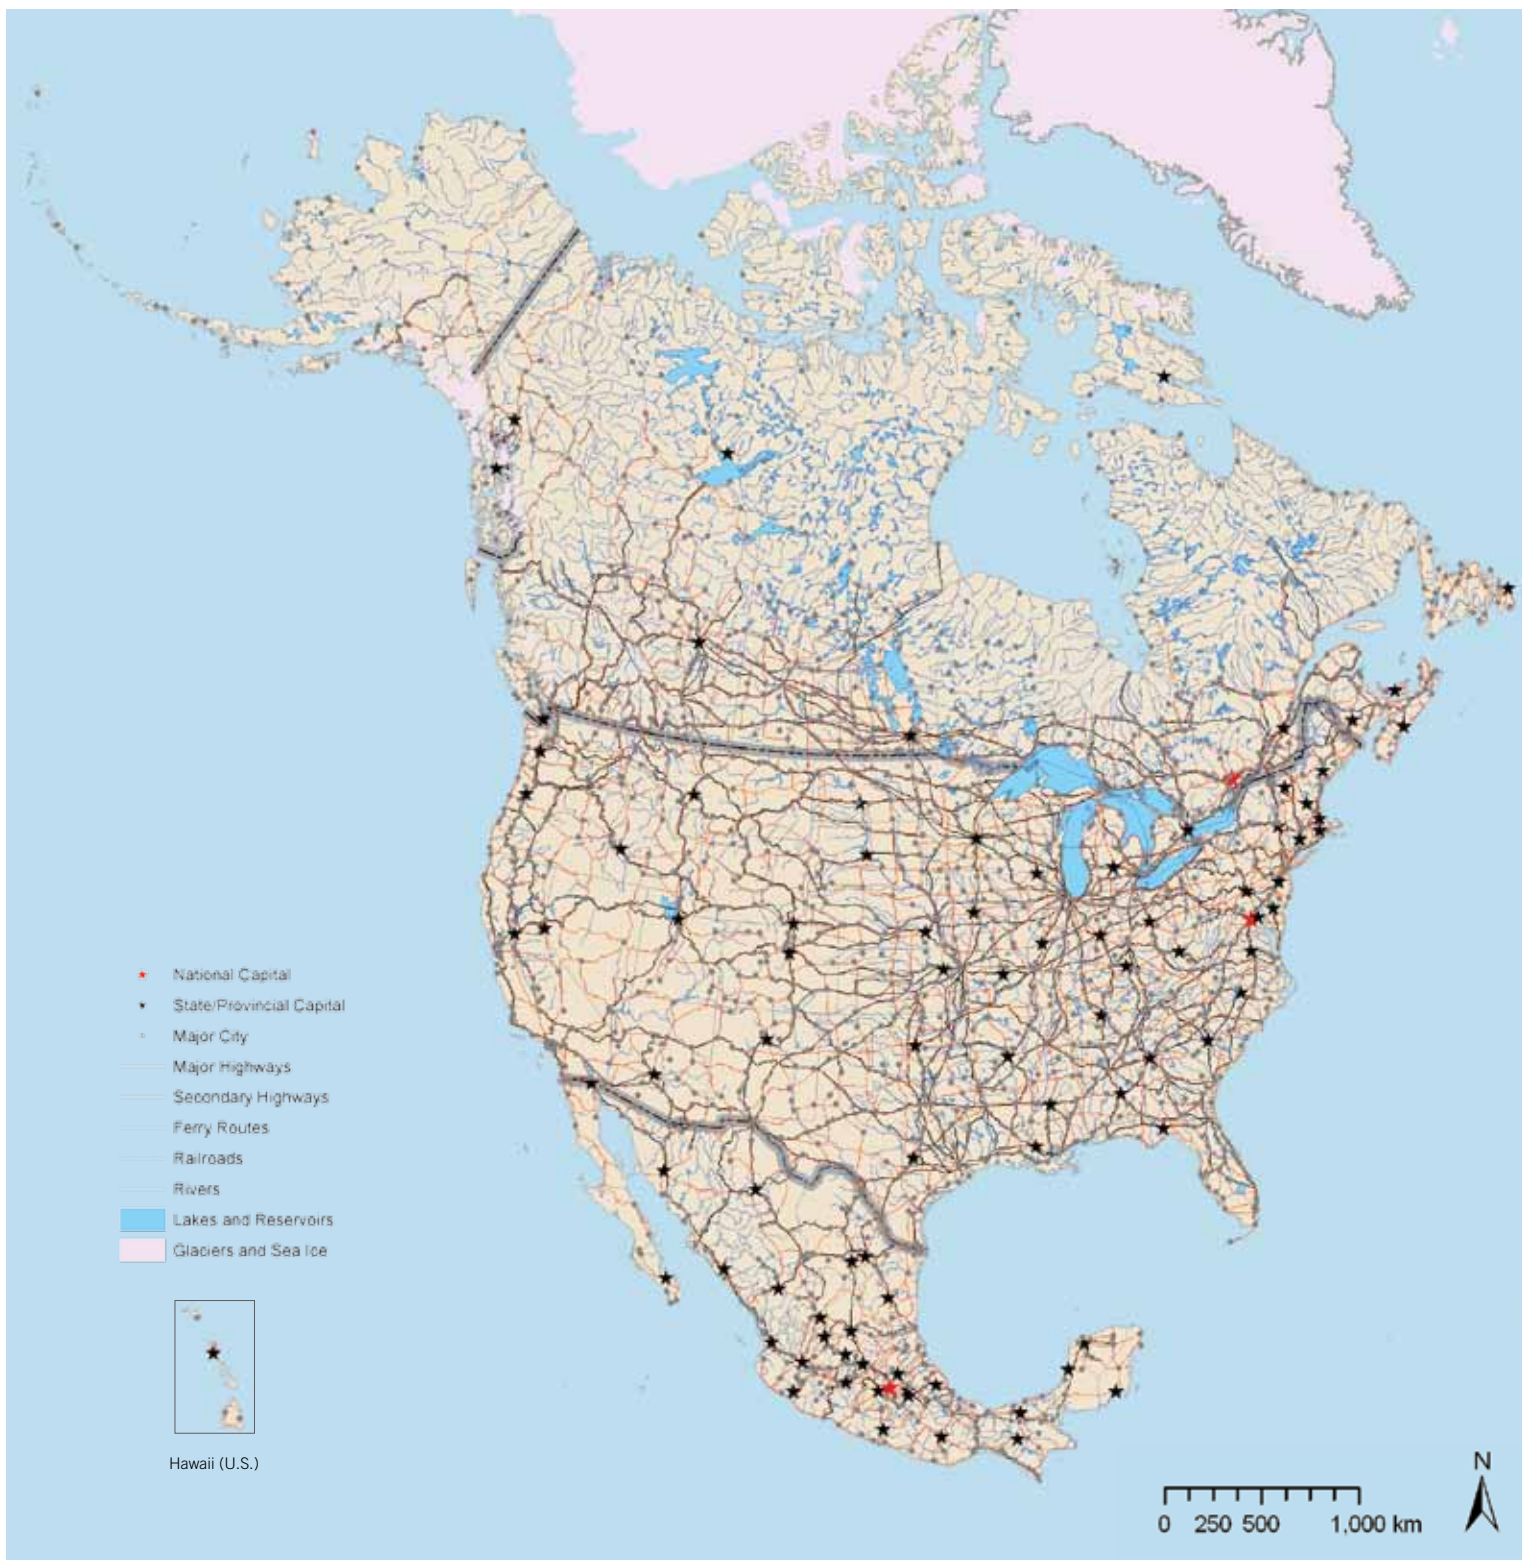 National Capital
State/Provincial Capital
Major City
Major Highways
Secondary Highways
Ferry Routes
Railroads
Rivers
Lakes and Reservoirs
Glaciers and Sea Ice
Hawaii (U.S.)
N
0 250 500 1,000 km